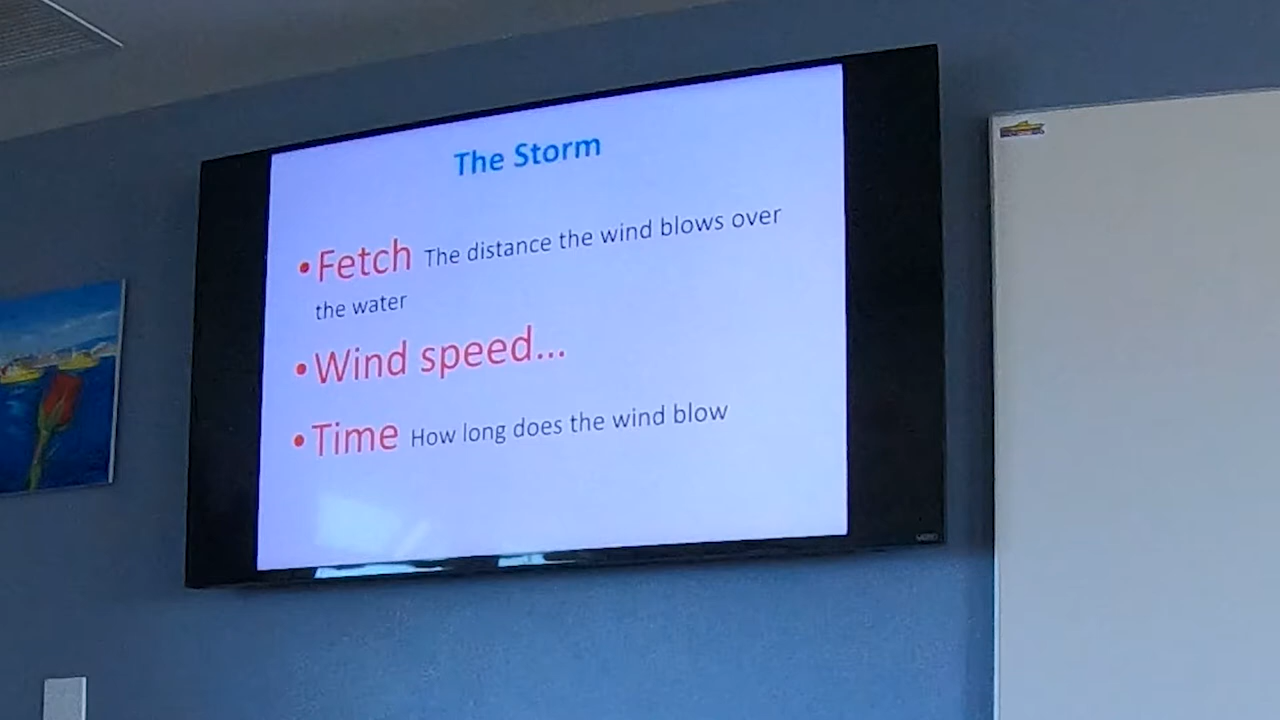 The Storm
• Fetch The distance the wind blows over
the water
• Wind speed...
• Time How long does the wind blow
VIZIO